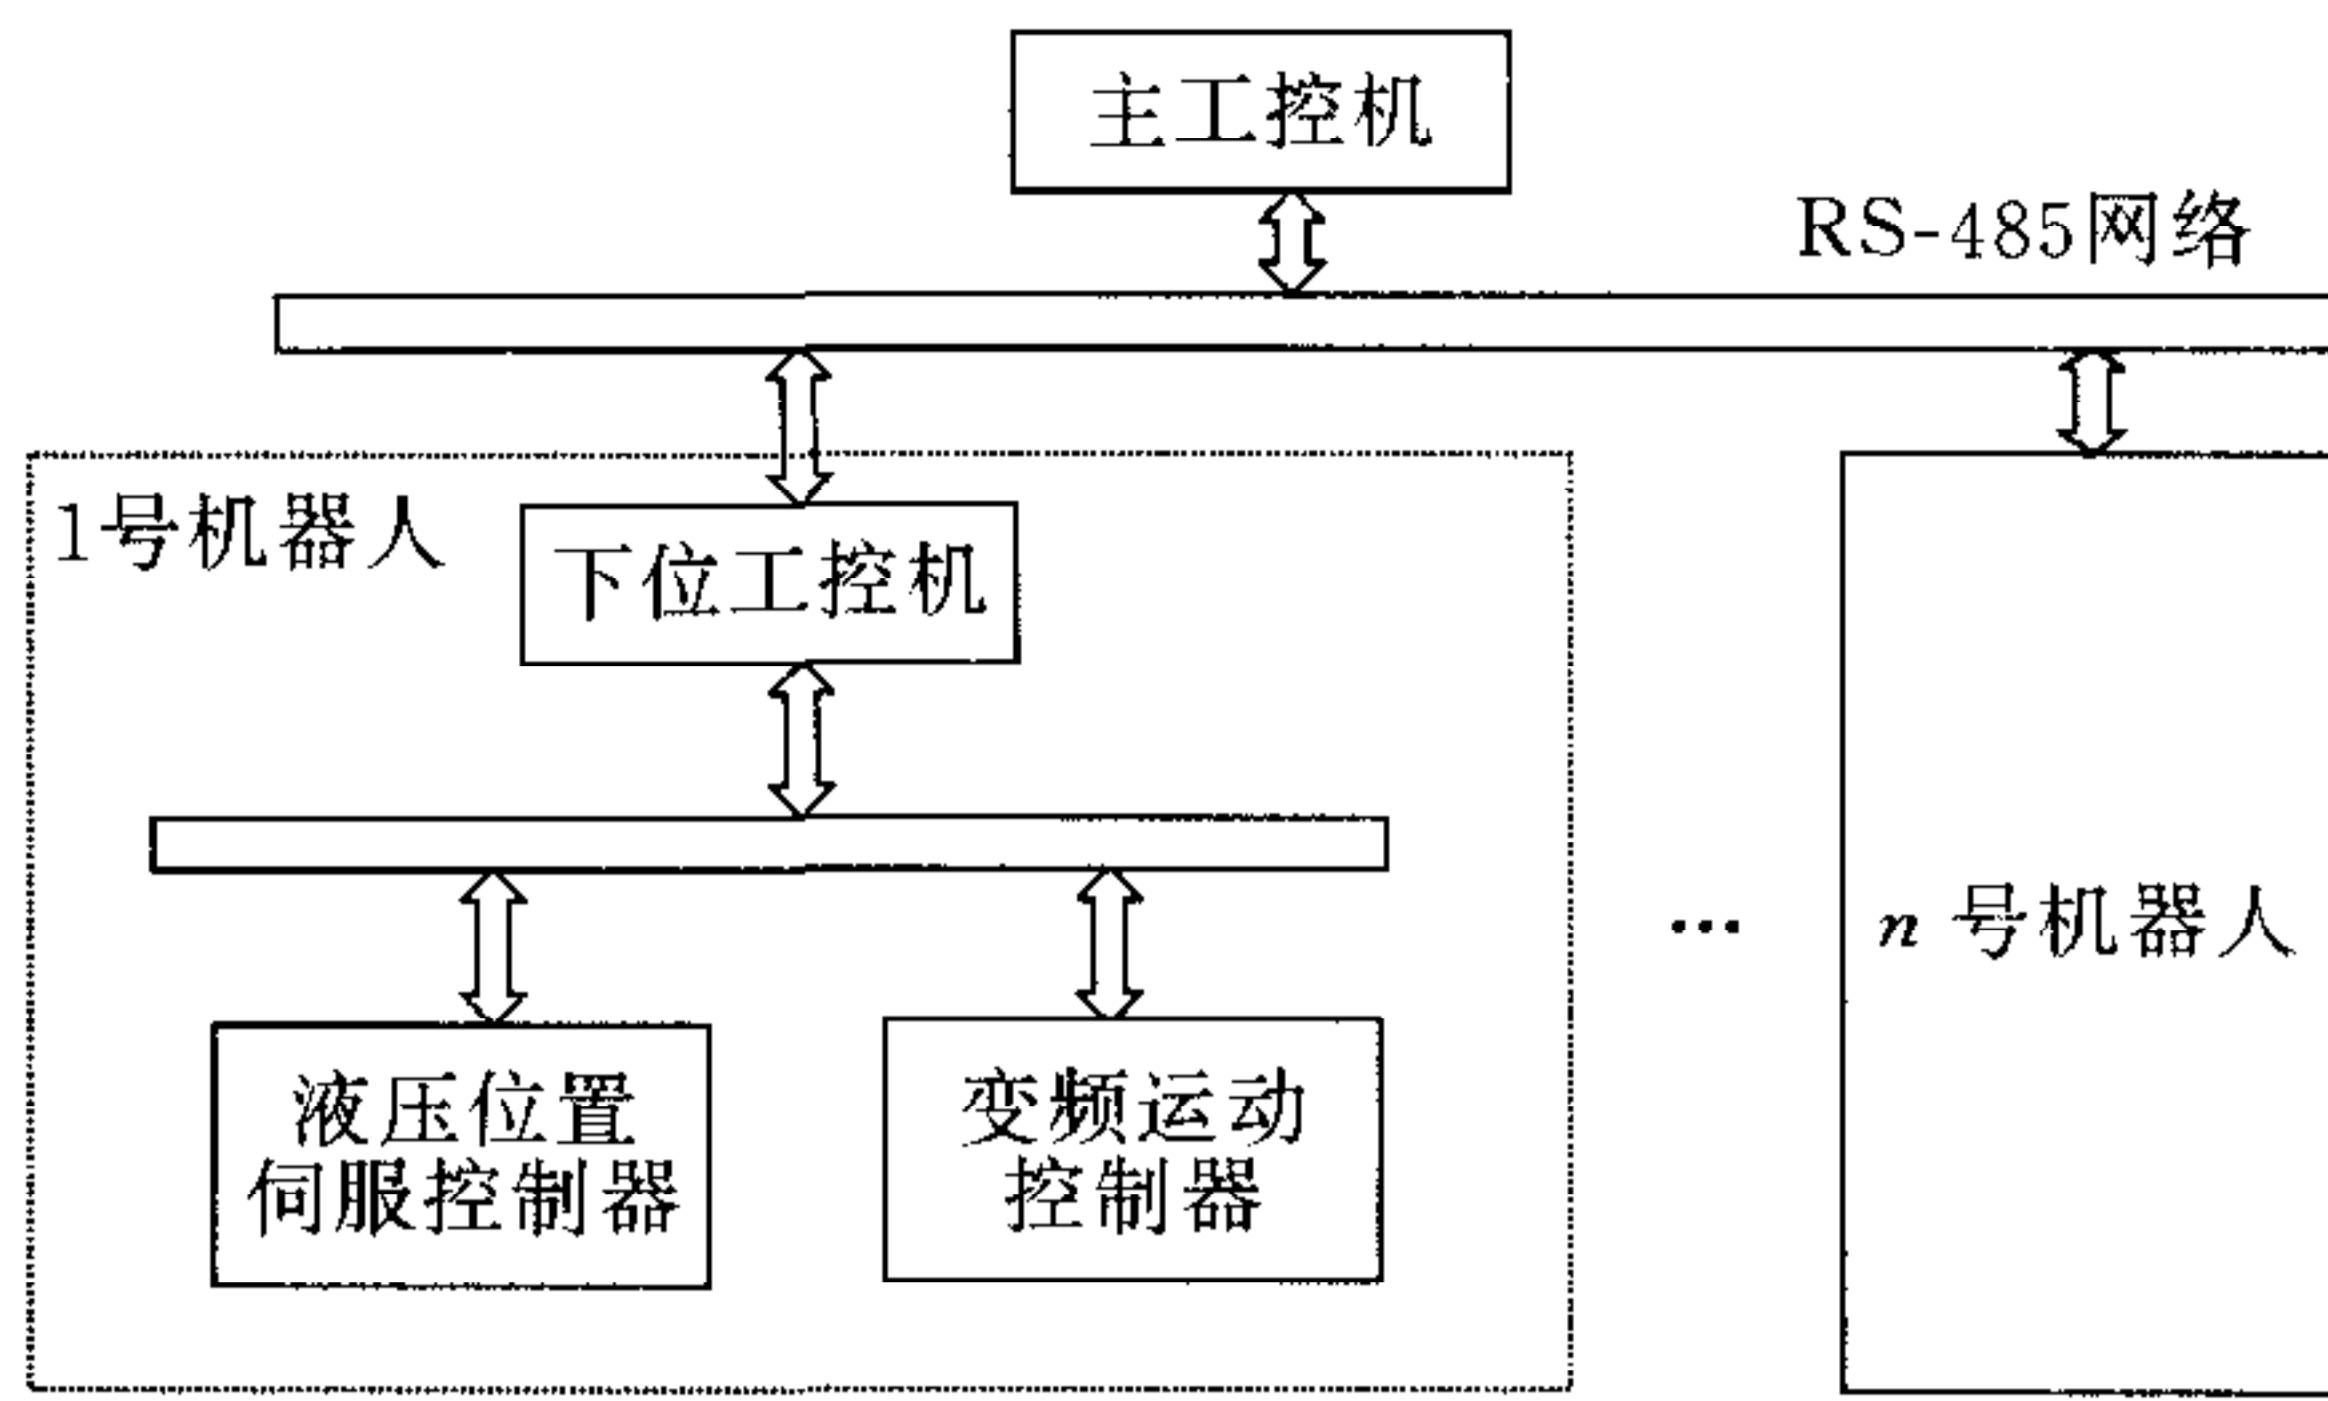 主工控机
RS-485网络
1号机器人
下位工控机
…
n 号机器人
液压位置
伺服控制器
变频运动
控制器